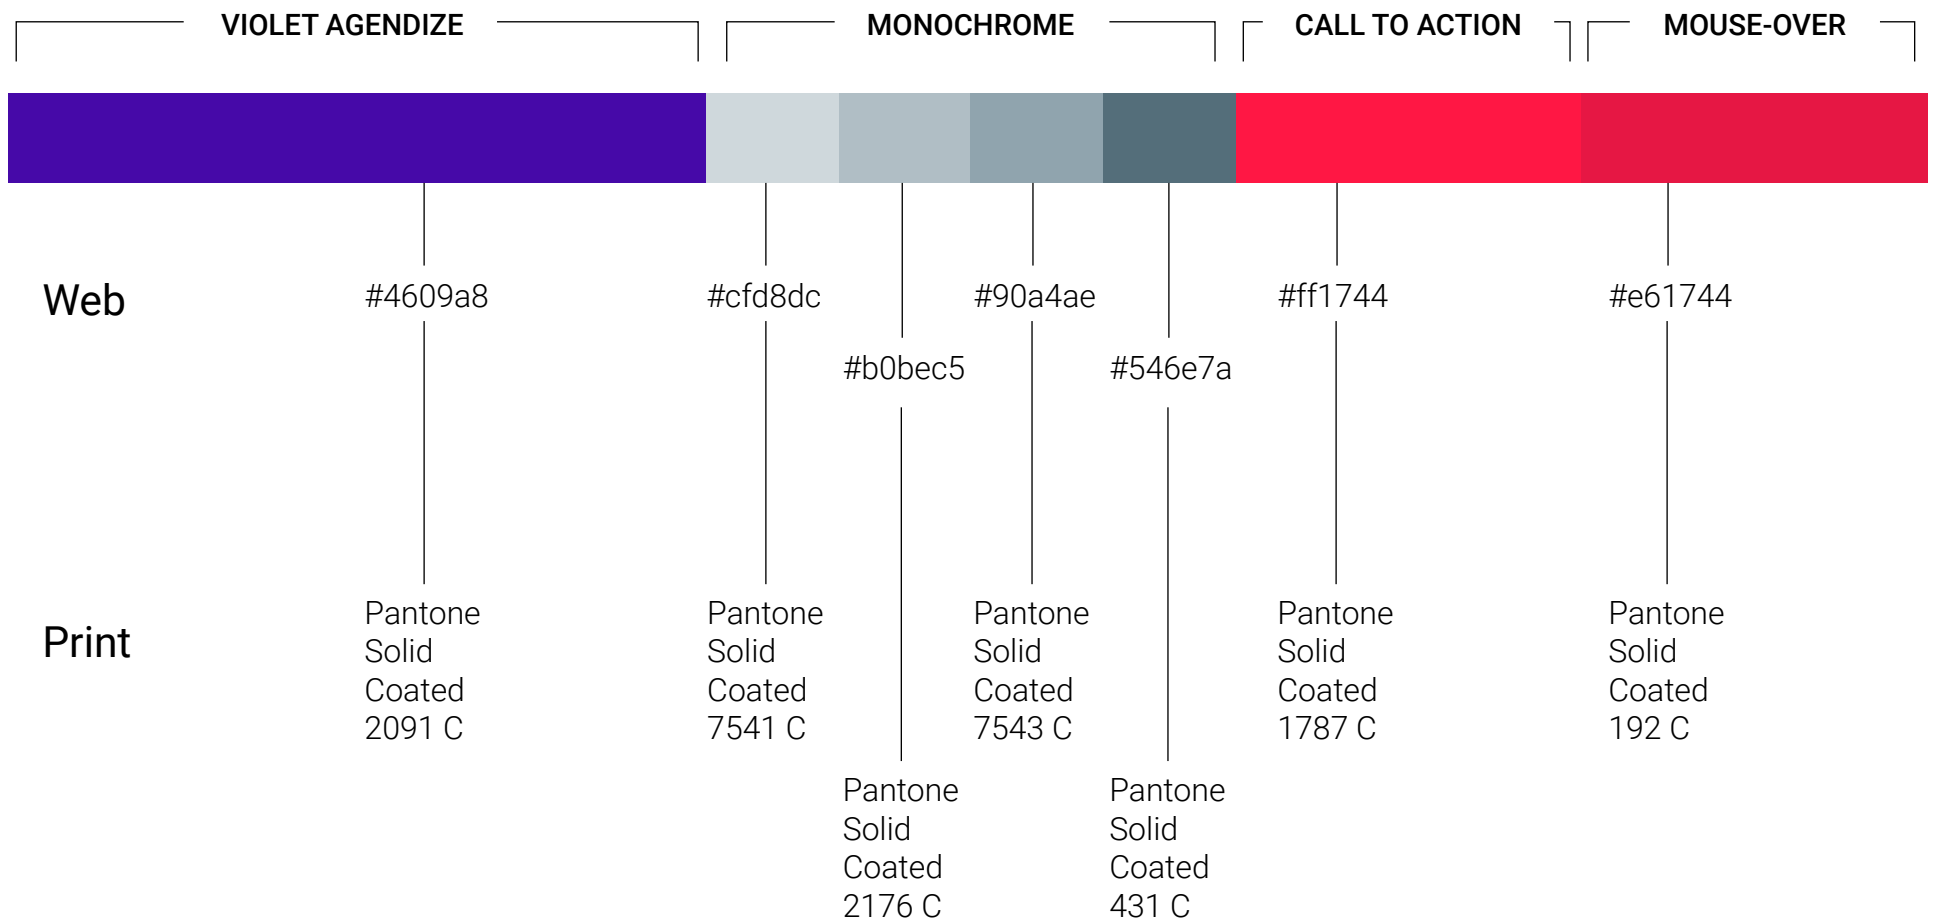 VIOLET AGENDIZE
MONOCHROME
CALL TO ACTION
MOUSE-OVER
Web
#4609a8
#cfd8dc
#90a4ae
#ff1744
#e61744
#b0bec5
#546e7a
Print
Pantone
Solid
Coated
2091 C
Pantone
Solid
Coated
7541 C
Pantone
Solid
Coated
7543 C
Pantone
Solid
Coated
1787 C
Pantone
Solid
Coated
192 C
Pantone
Solid
Coated
2176 C
Pantone
Solid
Coated
431 C